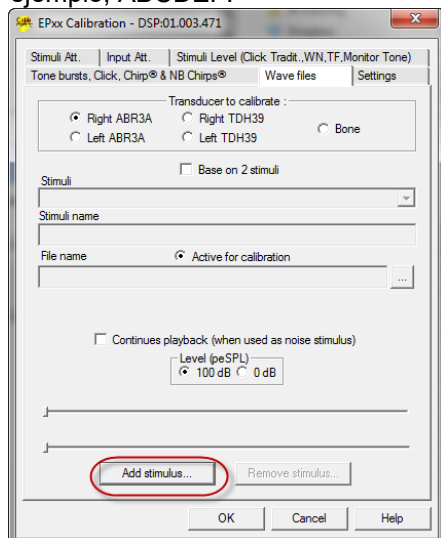 EPxx Calibration - DSP:01.003.471
Stimuli Att. Input Att. Stimuli Level (Click Tradit.,WN,TF,Monitor Tone)
Tone bursts, Click, Chirp® & NB Chirps® Wave files Settings
Transducer to calibrate :
Right ABR3A Right TDH39 Bone
Left ABR3A Left TDH39
Base on 2 stimuli
Stimuli
Stimuli name
File name Active for calibration
...
Continues playback (when used as noise stimulus)
Level (peSPL)
100 dB 0 dB
Add stimulus... Remove stimulus...
OK Cancel Help